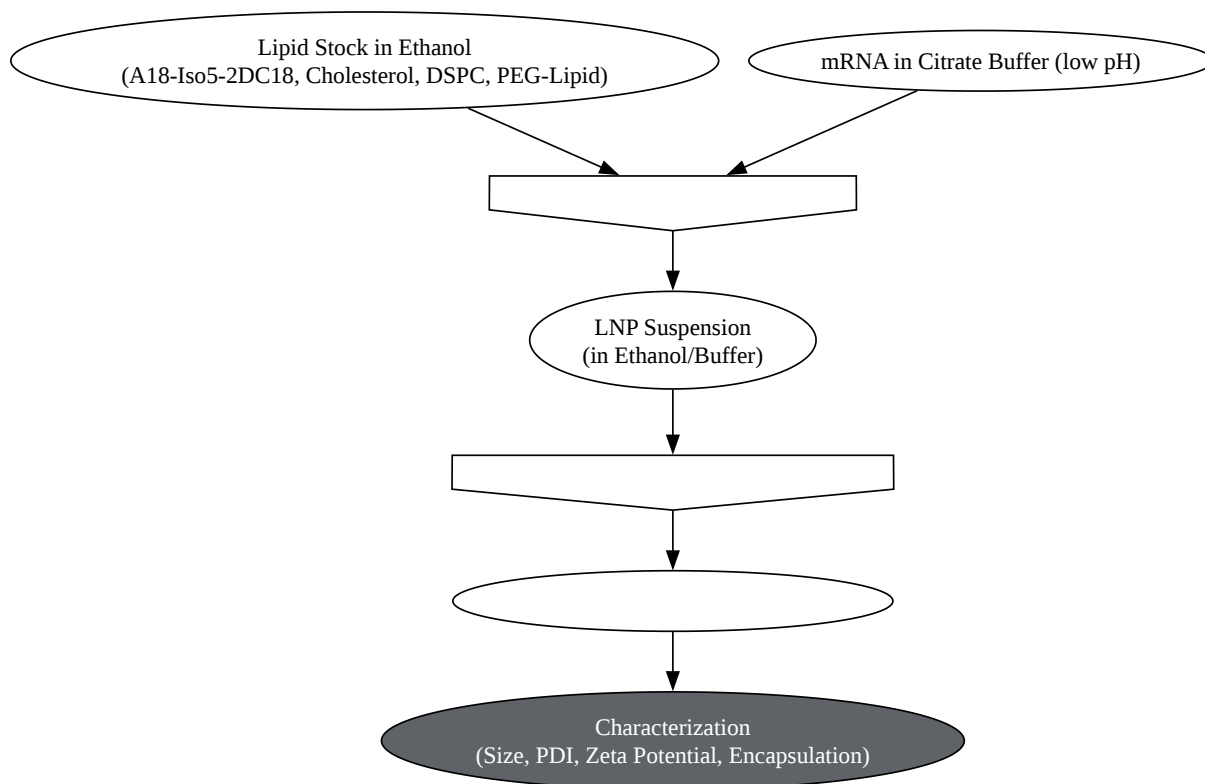 Lipid Stock in Ethanol
(A18-Iso5-2DC18, Cholesterol, DSPC, PEG-Lipid)
mRNA in Citrate Buffer (low pH)
LNP Suspension
(in Ethanol/Buffer)
Characterization
(Size, PDI, Zeta Potential, Encapsulation)